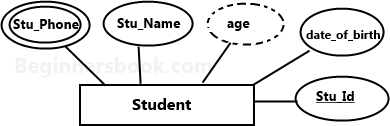 Stu_Phone
Stu_Name
age
date_of_birth
Beginnersbook.com
Stu_Id
Student